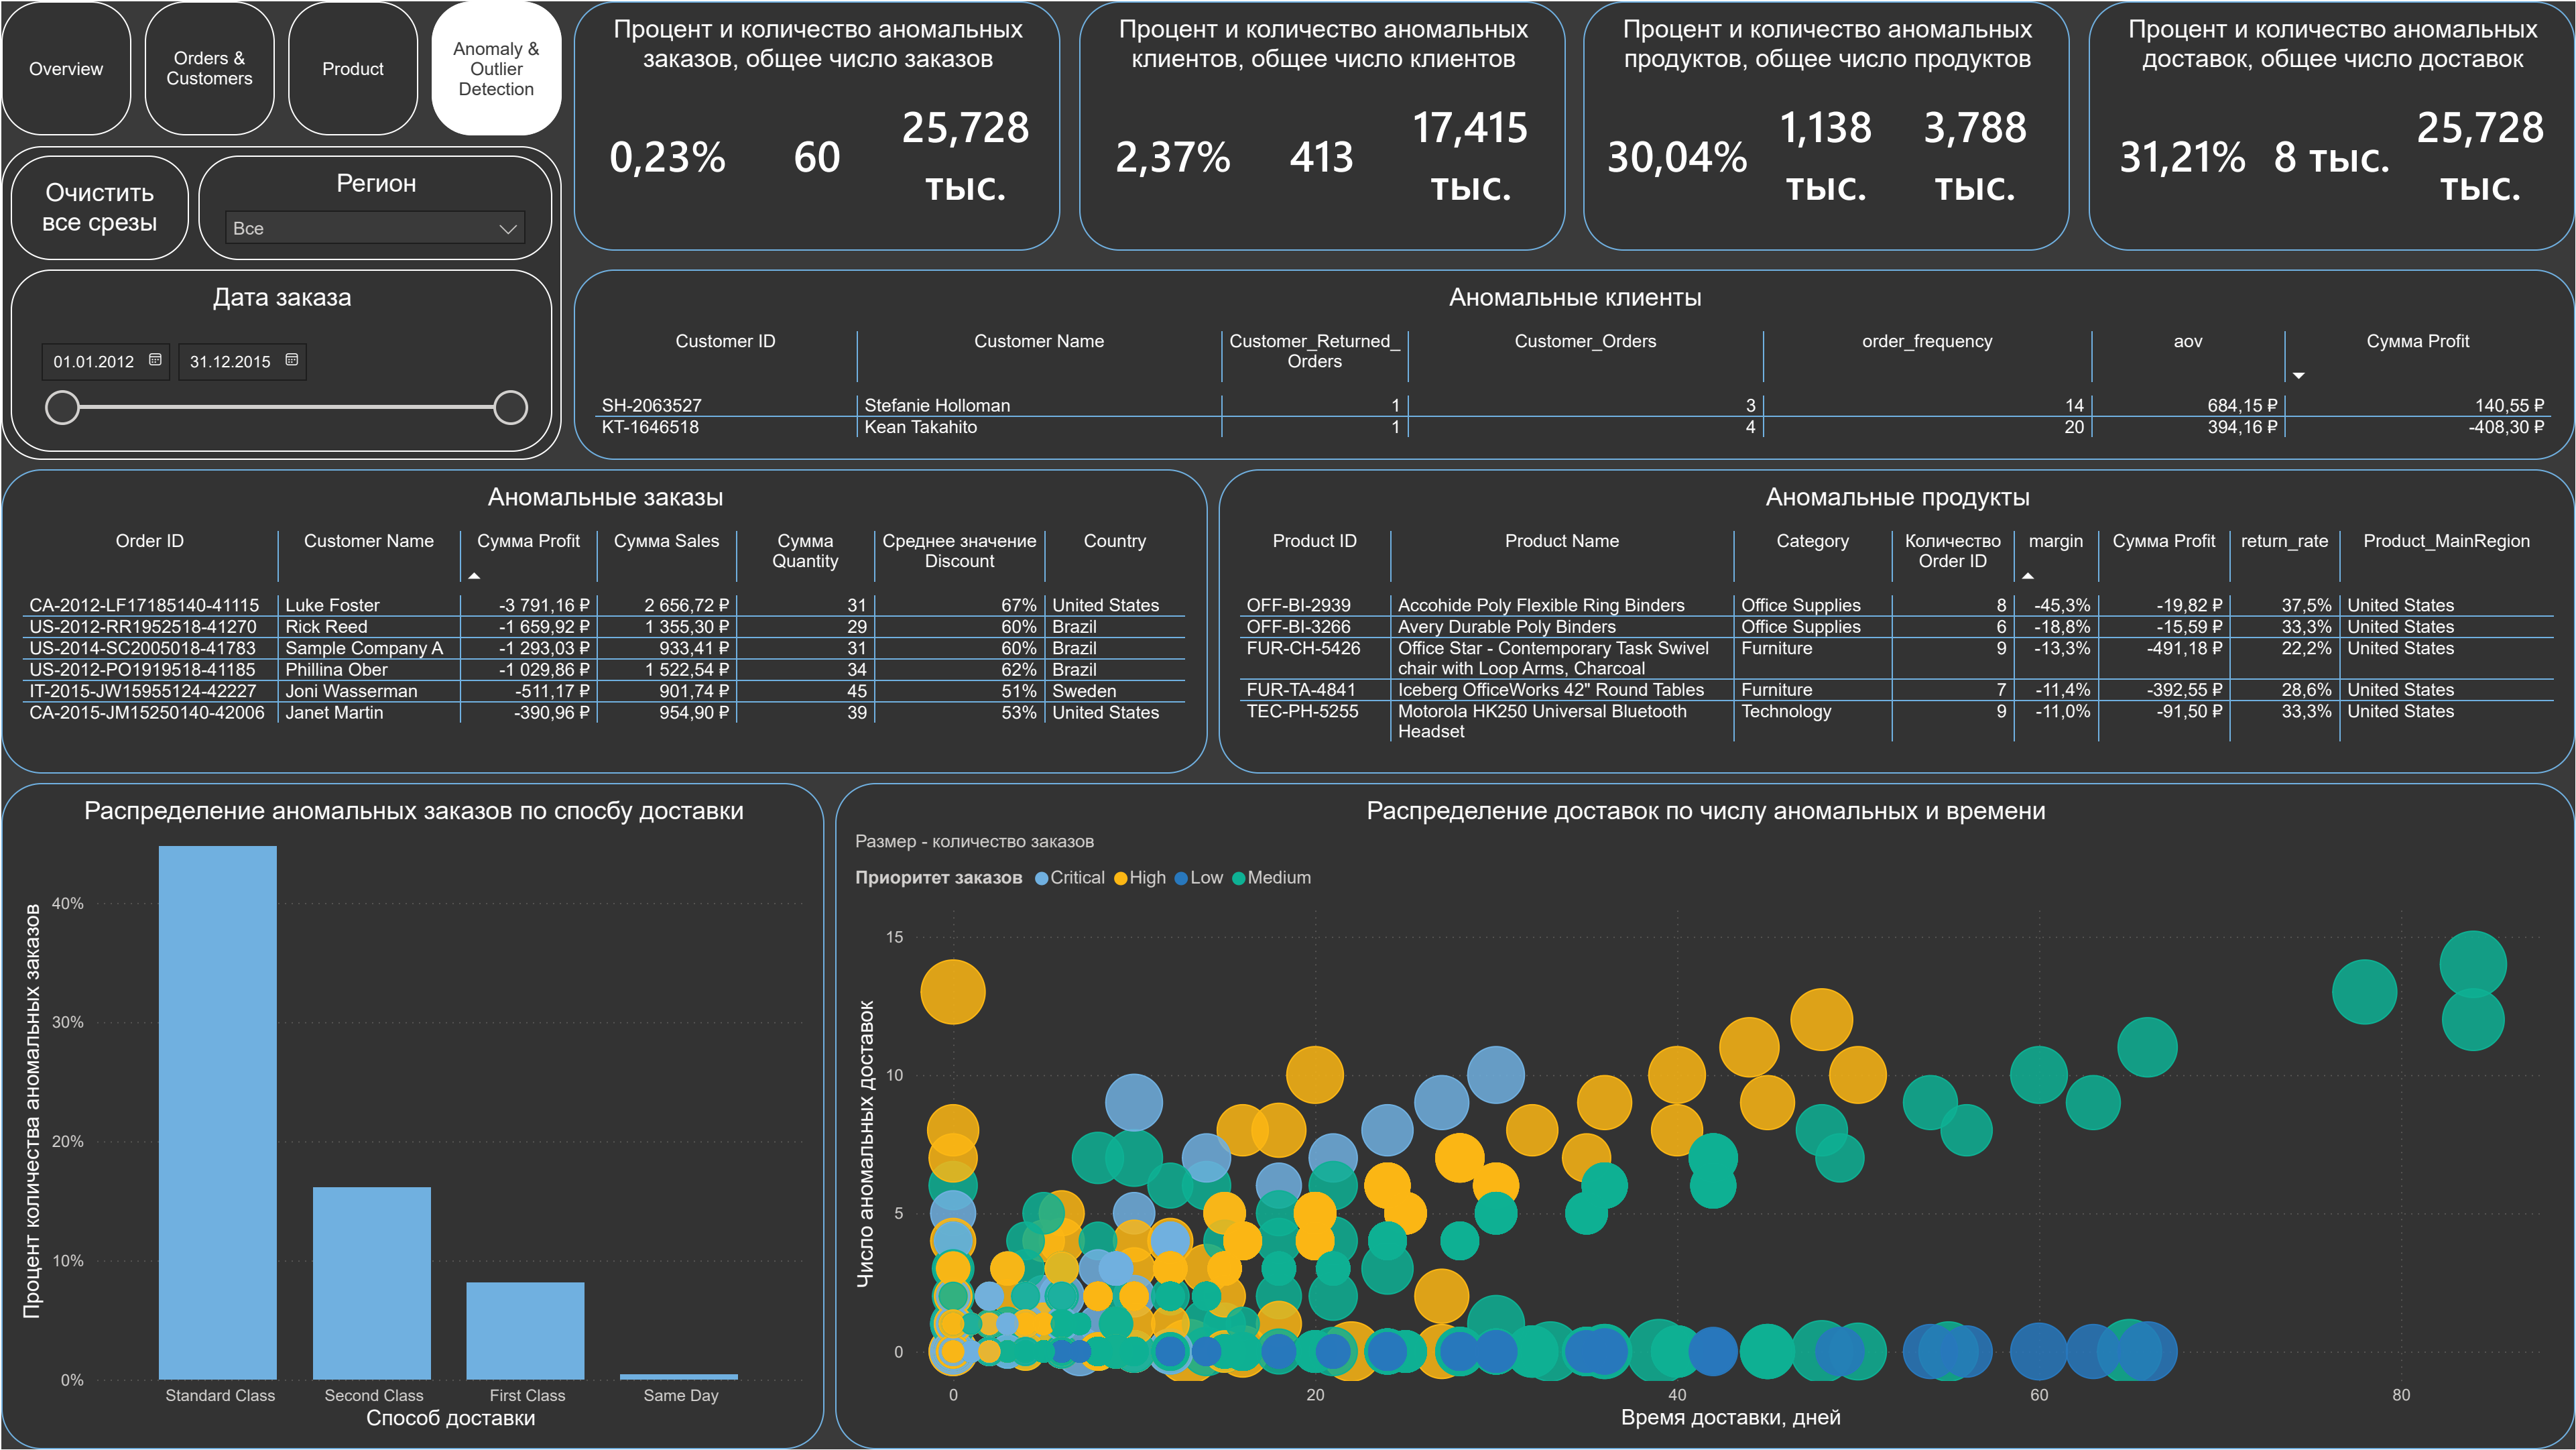 Overview
Orders &
Customers
Product
Anomaly &
Outlier
Detection
Процент и количество аномальных
заказов, общее число заказов
0,23%
60
25,728
тыс.
Процент и количество аномальных
клиентов, общее число клиентов
2,37%
413
17,415
тыс.
Процент и количество аномальных
продуктов, общее число продуктов
30,04%
1,138
тыс.
3,788
тыс.
Процент и количество аномальных
доставок, общее число доставок
31,21%
8 тыс.
25,728
тыс.
Очистить
все срезы
Регион
Все
Дата заказа
01.01.2012
31.12.2015
Аномальные клиенты
Customer ID Customer Name Customer_Returned_
Orders Customer_Orders order_frequency aov Сумма Profit
SH-2063527 Stefanie Holloman 1 3 14 684,15 ₽ 140,55 ₽
KT-1646518 Kean Takahito 1 4 20 394,16 ₽ -408,30 ₽
Аномальные заказы
Order ID Customer Name Сумма Profit Сумма Sales Сумма
Quantity Среднее значение
Discount Country
CA-2012-LF17185140-41115 Luke Foster -3 791,16 ₽ 2 656,72 ₽ 31 67% United States
US-2012-RR1952518-41270 Rick Reed -1 659,92 ₽ 1 355,30 ₽ 29 60% Brazil
US-2014-SC2005018-41783 Sample Company A -1 293,03 ₽ 933,41 ₽ 31 60% Brazil
US-2012-PO1919518-41185 Phillina Ober -1 029,86 ₽ 1 522,54 ₽ 34 62% Brazil
IT-2015-JW15955124-42227 Joni Wasserman -511,17 ₽ 901,74 ₽ 45 51% Sweden
CA-2015-JM15250140-42006 Janet Martin -390,96 ₽ 954,90 ₽ 39 53% United States
Аномальные продукты
Product ID Product Name Category Количество
Order ID margin Сумма Profit return_rate Product_MainRegion
OFF-BI-2939 Accohide Poly Flexible Ring Binders Office Supplies 8 -45,3% -19,82 ₽ 37,5% United States
OFF-BI-3266 Avery Durable Poly Binders Office Supplies 6 -18,8% -15,59 ₽ 33,3% United States
FUR-CH-5426 Office Star - Contemporary Task Swivel
chair with Loop Arms, Charcoal Furniture 9 -13,3% -491,18 ₽ 22,2% United States
FUR-TA-4841 Iceberg OfficeWorks 42" Round Tables Furniture 7 -11,4% -392,55 ₽ 28,6% United States
TEC-PH-5255 Motorola HK250 Universal Bluetooth
Headset Technology 9 -11,0% -91,50 ₽ 33,3% United States
Распределение аномальных заказов по спосбу доставки
Процент количества аномальных заказов
40%
30%
20%
10%
0%
Standard Class
Second Class
First Class
Same Day
Способ доставки
Распределение доставок по числу аномальных и времени
Размер - количество заказов
Приоритет заказов Critical High Low Medium
Число аномальных доставок
15
10
5
0
0
20
40
60
80
Время доставки, дней